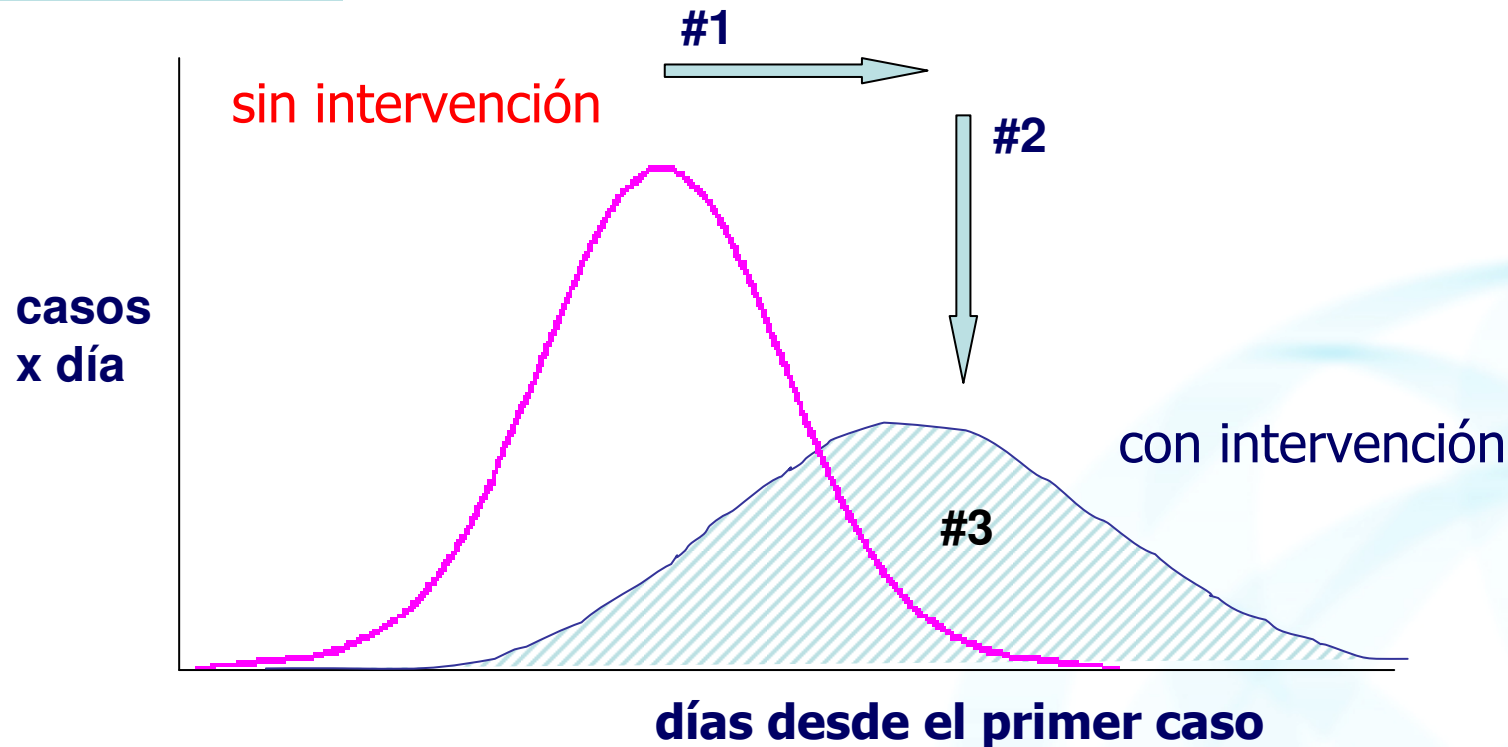 #1
sin intervención
#2
casos
x día
con intervención
#3
días desde el primer caso